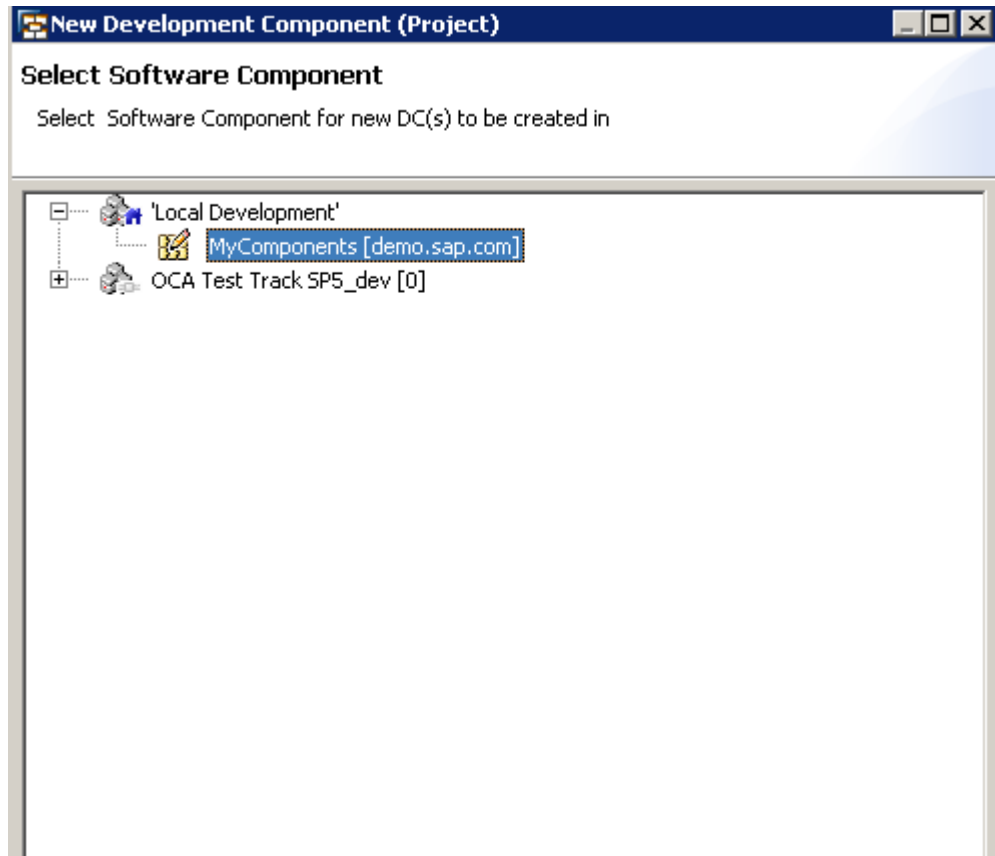 New Development Component (Project)
Select Software Component
Select Software Component for new DC(s) to be created in
'Local Development'
MyComponents [demo.sap.com]
OCA Test Track SP5_dev [0]